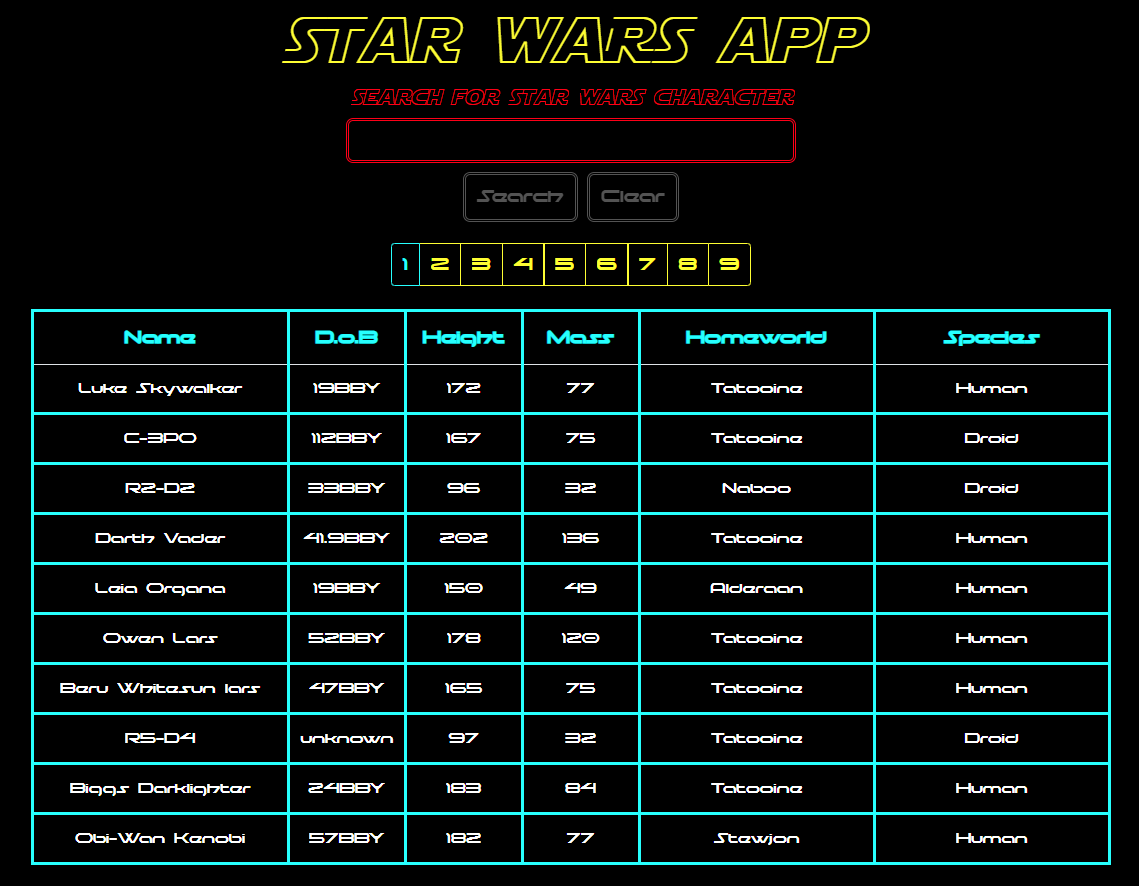 STAR WARS APP
SEARCH FOR STAR WARS CHARACTER
Search Clear
1 2 3 4 5 6 7 8 9
Name D.o.B Height Mass Homeworld Species
Luke Skywalker 19BBY 172 77 Tatooine Human
C-3PO 112BBY 167 75 Tatooine Droid
R2-D2 33BBY 96 32 Naboo Droid
Darth Vader 41.9BBY 202 136 Tatooine Human
Leia Organa 19BBY 150 49 Alderaan Human
Owen Lars 52BBY 178 120 Tatooine Human
Beru Whitesun lars 47BBY 165 75 Tatooine Human
R5-D4 unknown 97 32 Tatooine Droid
Biggs Darklighter 24BBY 183 84 Tatooine Human
Obi-Wan Kenobi 57BBY 182 77 Stewjon Human